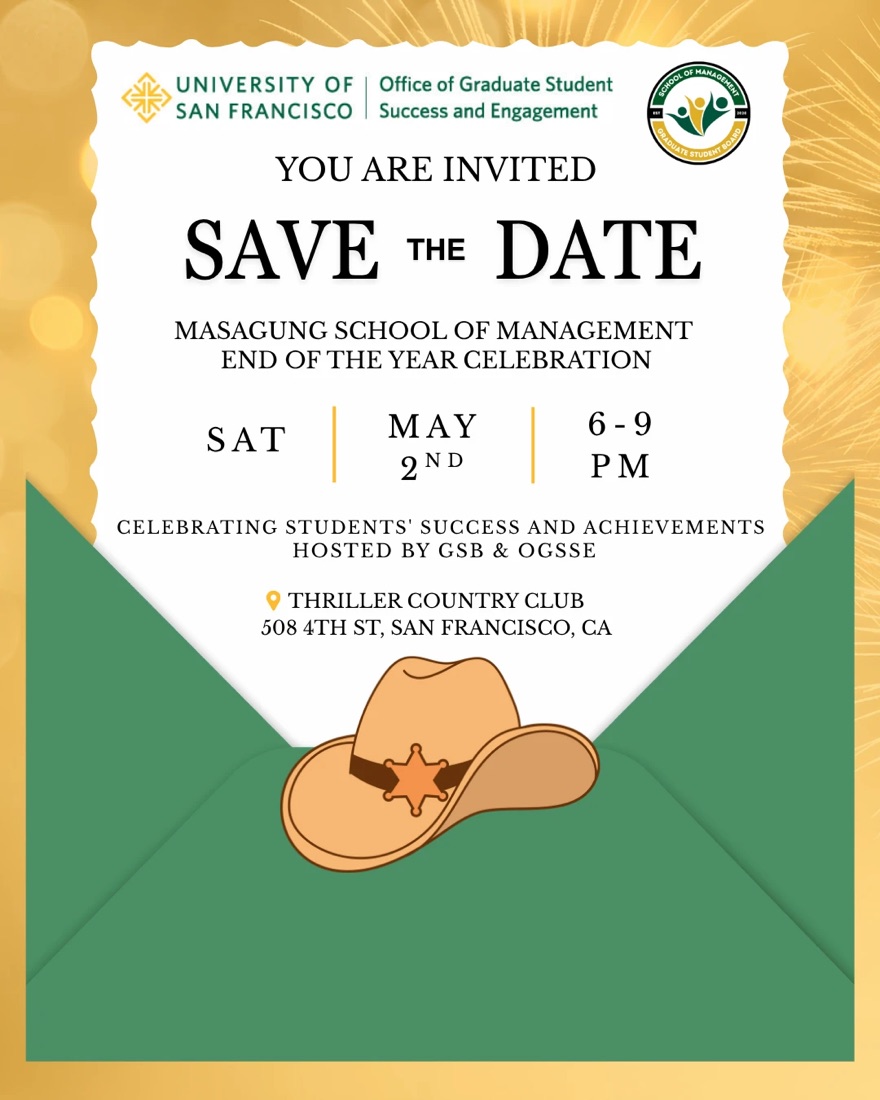 UNIVERSITY OF
SAN FRANCISCO
Office of Graduate Student
Success and Engagement
SCHOOL OF MANAGEMENT
GRADUATE STUDENT BOARD
YOU ARE INVITED
SAVE THE DATE
MASAGUNG SCHOOL OF MANAGEMENT
END OF THE YEAR CELEBRATION
SAT
MAY
2ND
6-9
PM
CELEBRATING STUDENTS' SUCCESS AND ACHIEVEMENTS
HOSTED BY GSB & OGSSE
THRILLER COUNTRY CLUB
508 4TH ST, SAN FRANCISCO, CA